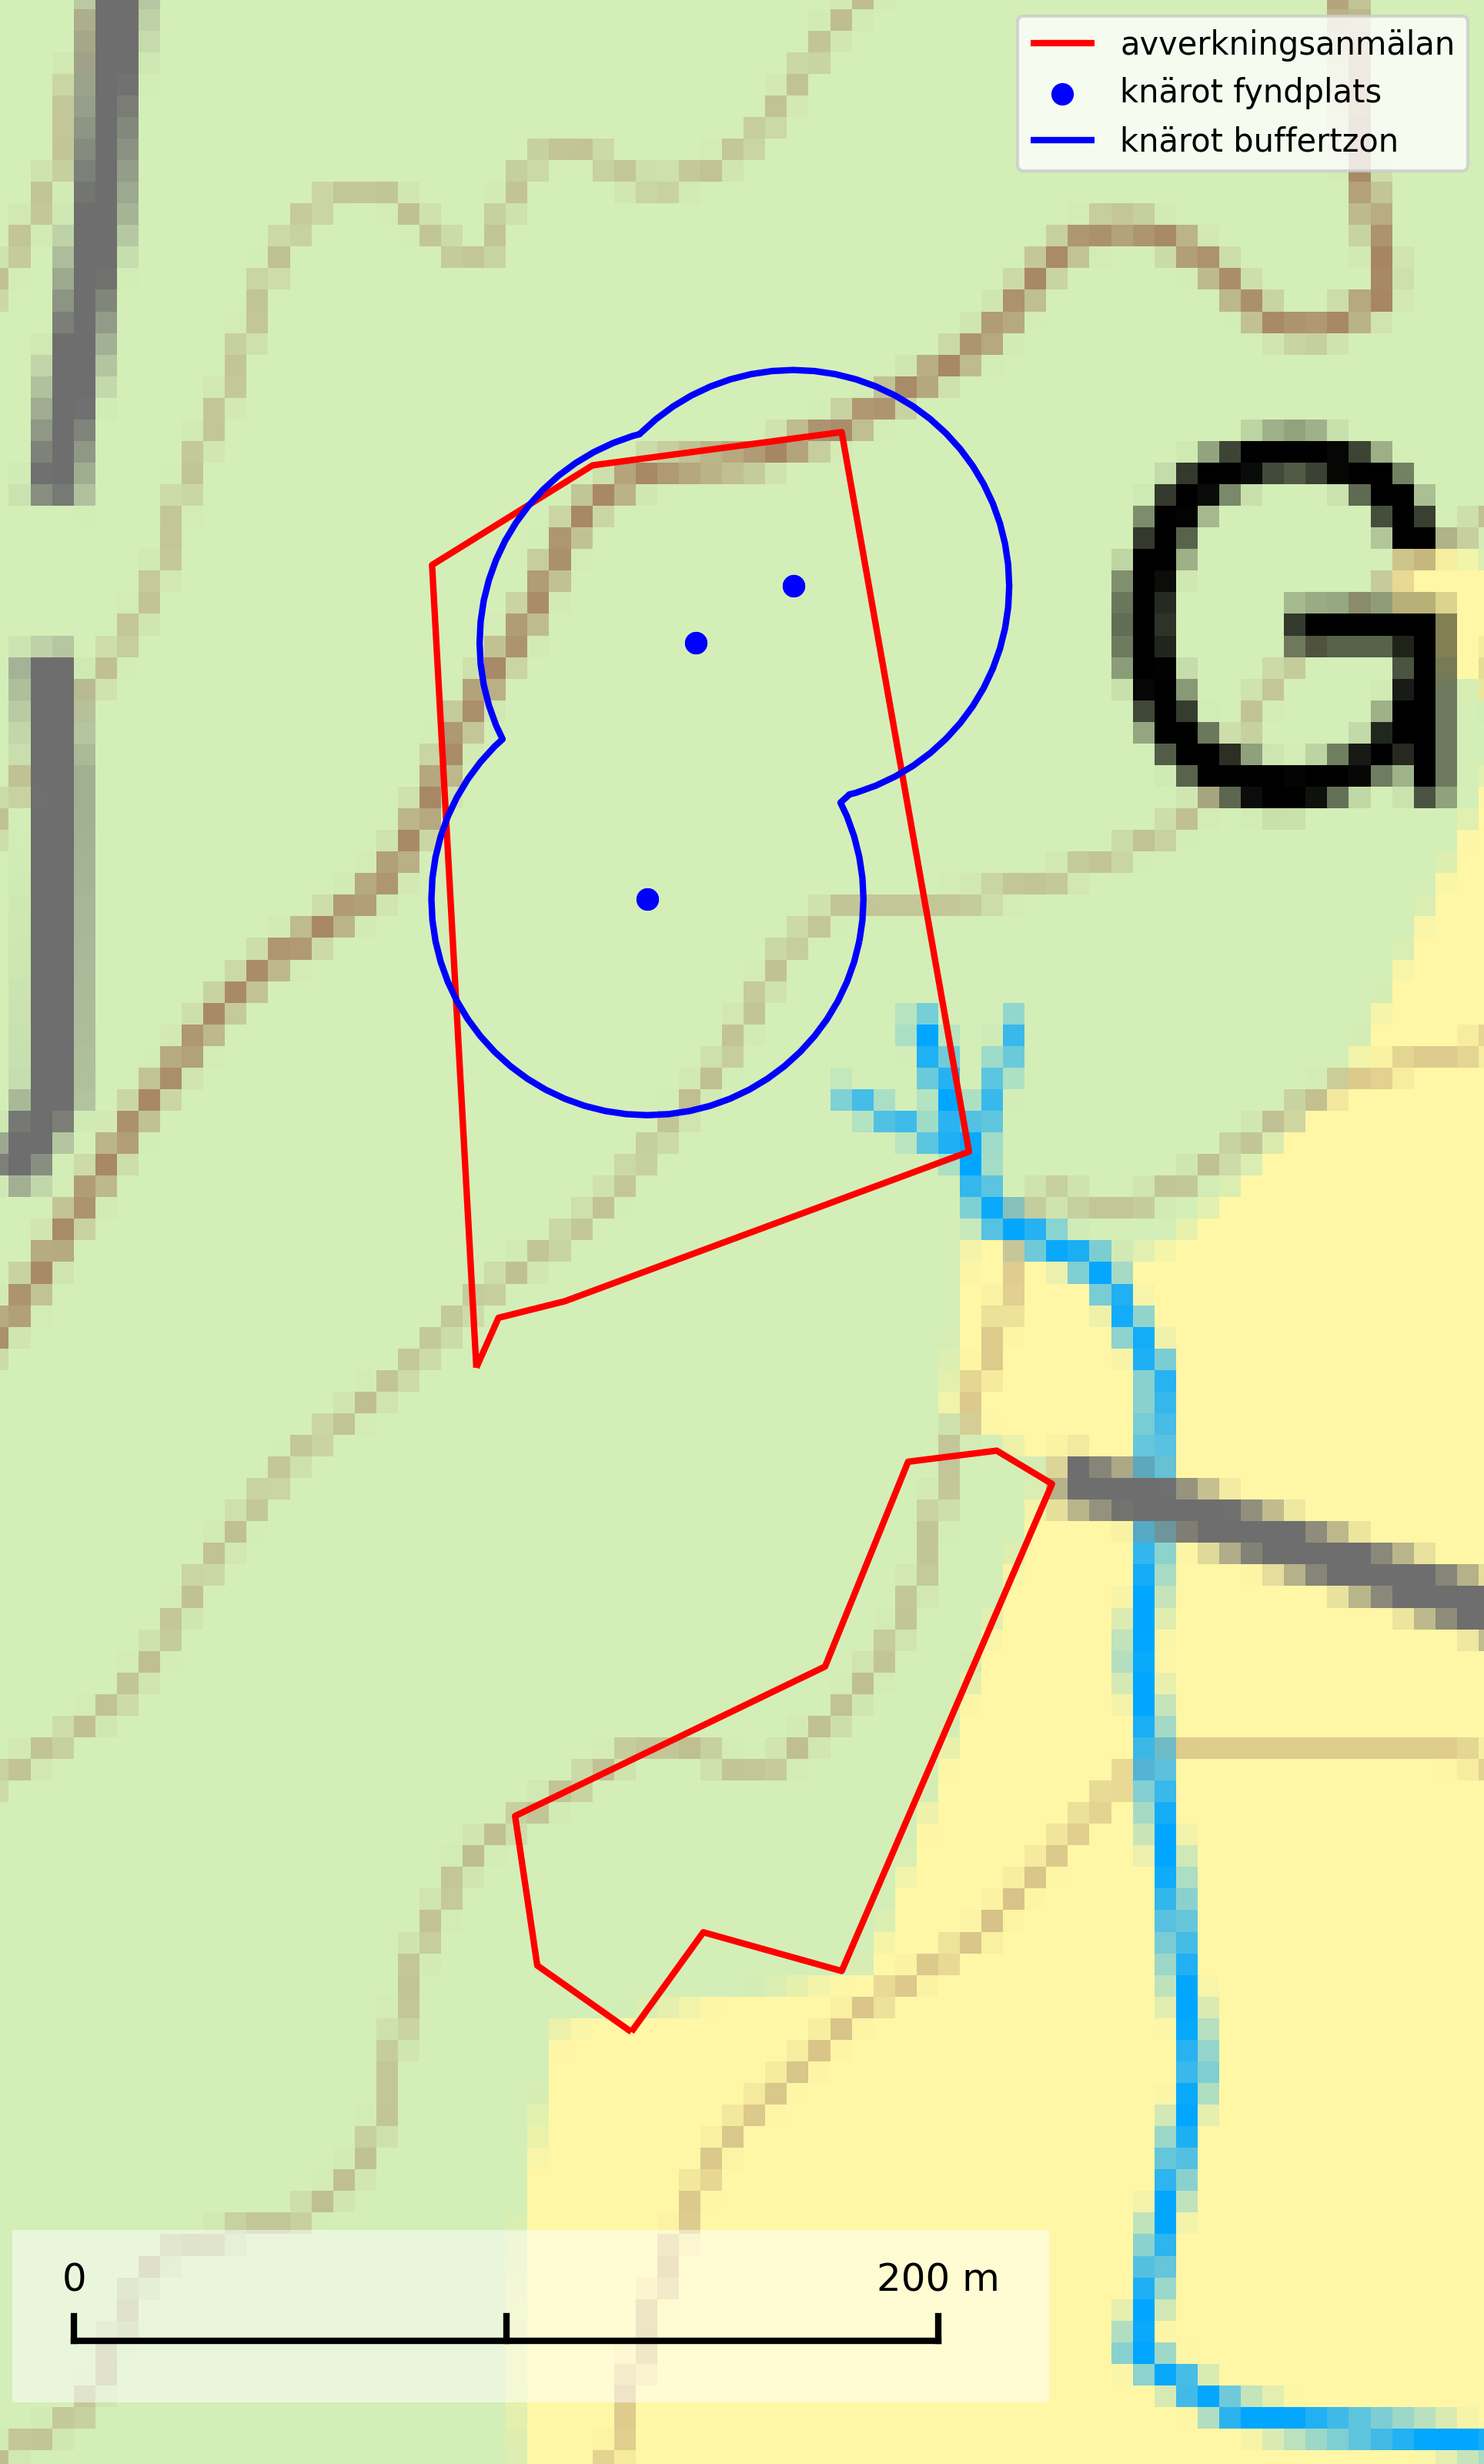 avverkningsanmälan
knärot fyndplats
knärot buffertzon
G
0 200 m